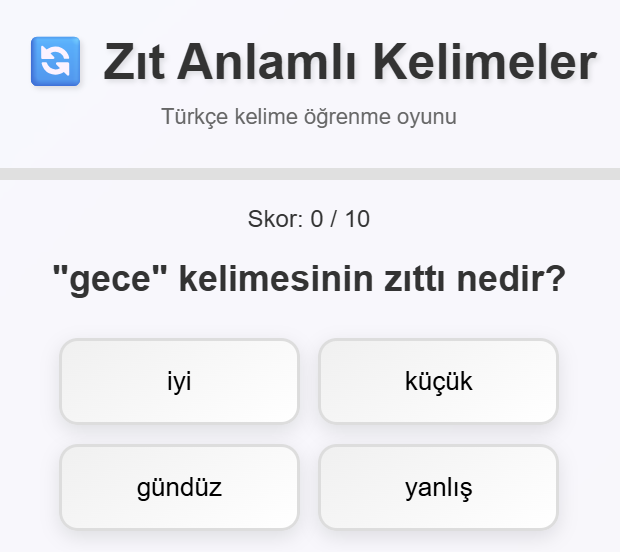 Zıt Anlamlı Kelimeler
Türkçe kelime öğrenme oyunu
Skor: 0 / 10
"gece" kelimesinin zıttı nedir?
iyi
küçük
gündüz
yanlış